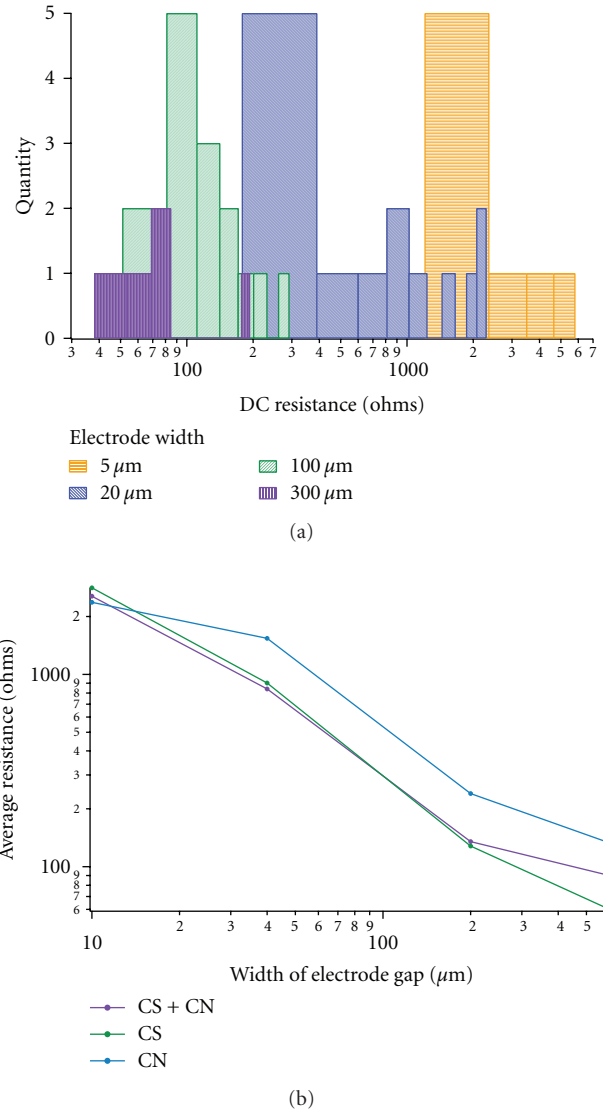 5
4
3
2
1
0
Quantity
3 4 5 6 7 8 9 100 2 3 4 5 6 7 8 9 1000 2 3 4 5 6 7
DC resistance (ohms)
Electrode width
5 μm 100 μm
20 μm 300 μm
(a)
2
1000
9
8
7
6
5
4
3
2
100
9
8
7
6
Average resistance (ohms)
10 2 3 4 5 6 7 8 9 100 2 3 4 5
Width of electrode gap (μm)
CS + CN
CS
CN
(b)